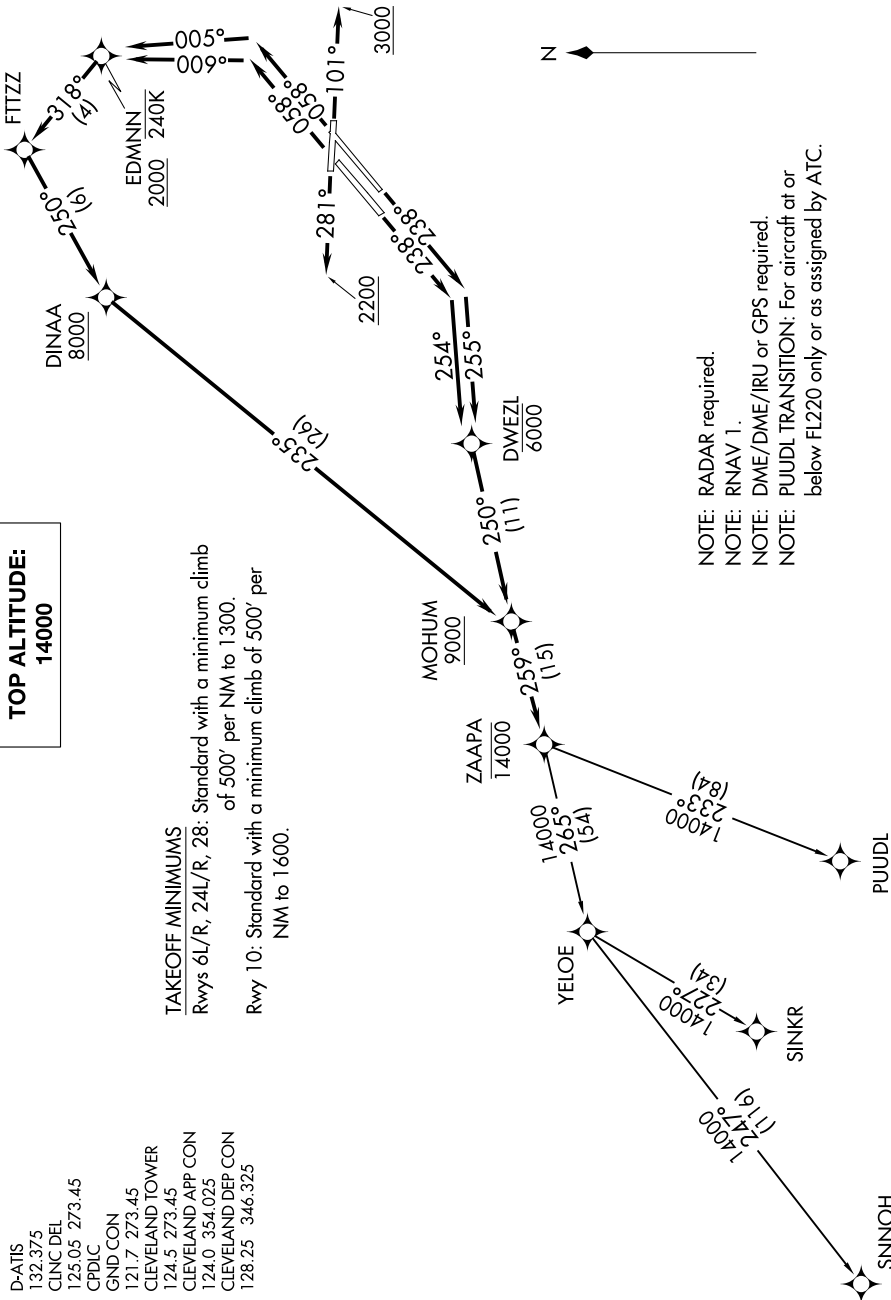 D-ATIS
132.375
CLNC DEL
125.05 273.45
CPDLC
GND CON
121.7 273.45
CLEVELAND TOWER
124.5 273.45
CLEVELAND APP CON
124.0 354.025
CLEVELAND DEP CON
128.25 346.325
TOP ALTITUDE:
14000
TAKEOFF MINIMUMS
Rwys 6L/R, 24L/R, 28: Standard with a minimum climb
of 500' per NM to 1300.
Rwy 10: Standard with a minimum climb of 500' per
NM to 1600.
FTTZZ
318°
(4)
EDMNN
2000 240K
005°
009°
058°
058°
101°
3000
N
250°
(6)
DINAA
8000
281°
2200
238°
238°
254°
255°
235°
(26)
DWEZL
6000
250°
(11)
MOHUM
9000
259°
(15)
ZAAPA
14000
14000
265°
(54)
14000
233°
(84)
PUUDL
YELOE
14000
227°
(34)
SINKR
14000
247°
(116)
SNNOH
NOTE: RADAR required.
NOTE: RNAV 1.
NOTE: DME/DME/IRU or GPS required.
NOTE: PUUDL TRANSITION: For aircraft at or
below FL220 only or as assigned by ATC.